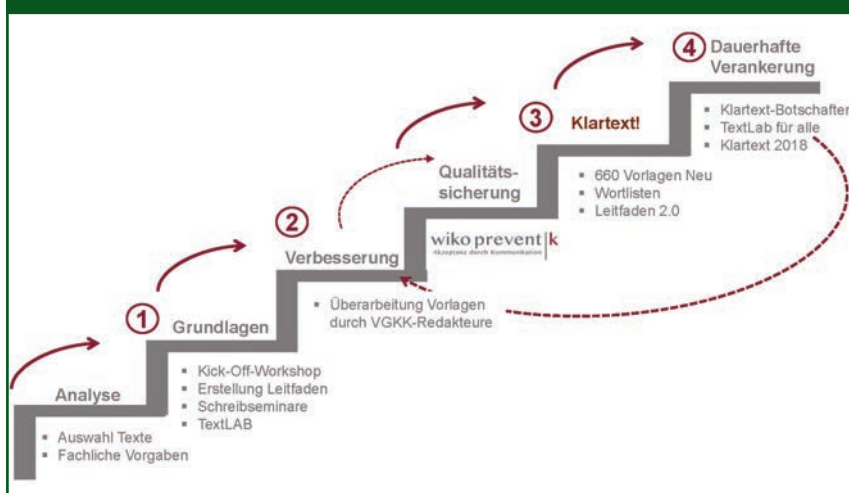 Analyse
▪ Auswahl Texte
▪ Fachliche Vorgaben
1
Grundlagen
▪ Kick-Off-Workshop
▪ Erstellung Leitfaden
▪ Schreibseminare
▪ TextLAB
2
Verbesserung
▪ Überarbeitung Vorlagen
durch VGKK-Redakteure
Qualitäts-
sicherung
wiko prevent|k
Akzeptanz durch Kommunikation
3
Klartext!
▪ 660 Vorlagen Neu
▪ Wortlisten
▪ Leitfaden 2.0
4
Dauerhafte
Verankerung
▪ Klartext-Botschafter
▪ TextLab für alle
▪ Klartext 2018